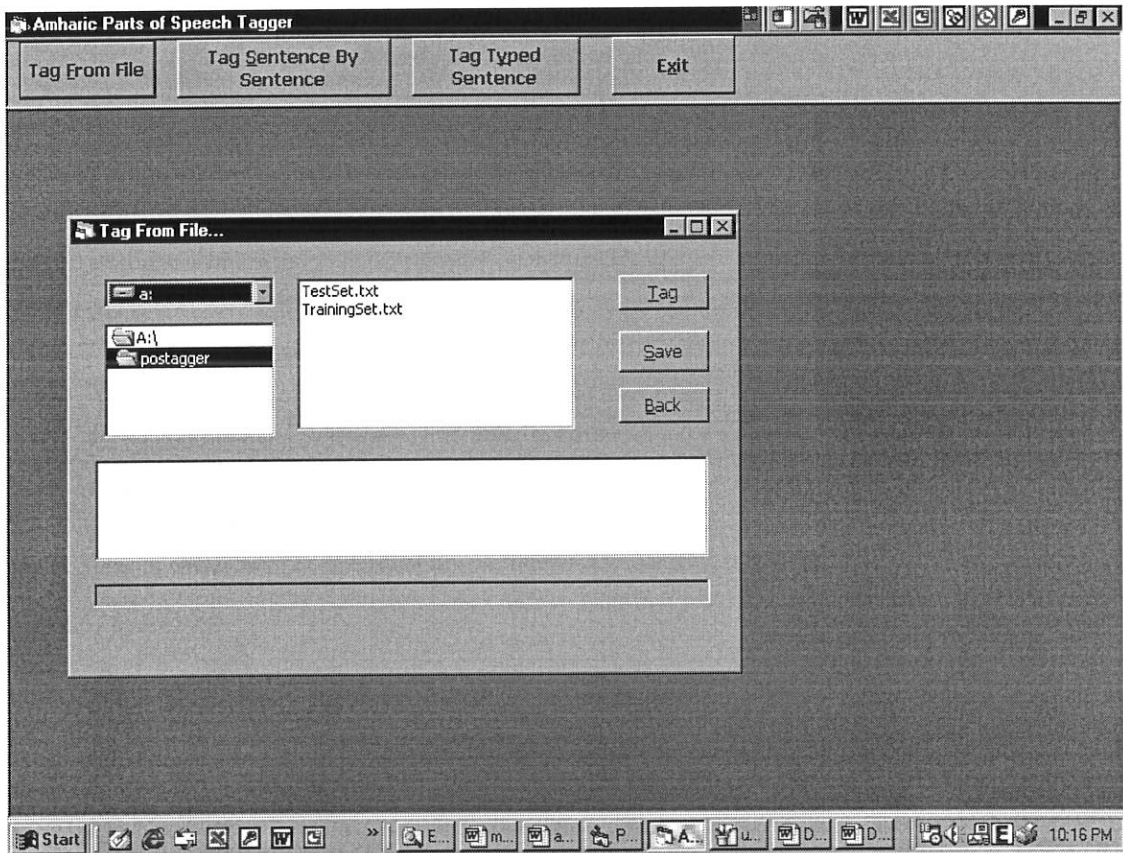 Amharic Parts of Speech Tagger
Tag From File
Tag Sentence By
Sentence
Tag Typed
Sentence
Exit
Tag From File...
a:
TestSet.txt
TrainingSet.txt
Tag
A:\
postagger
Save
Back
Start
»
E...
m...
a...
P...
A...
u...
D...
D...
E
10:16 PM